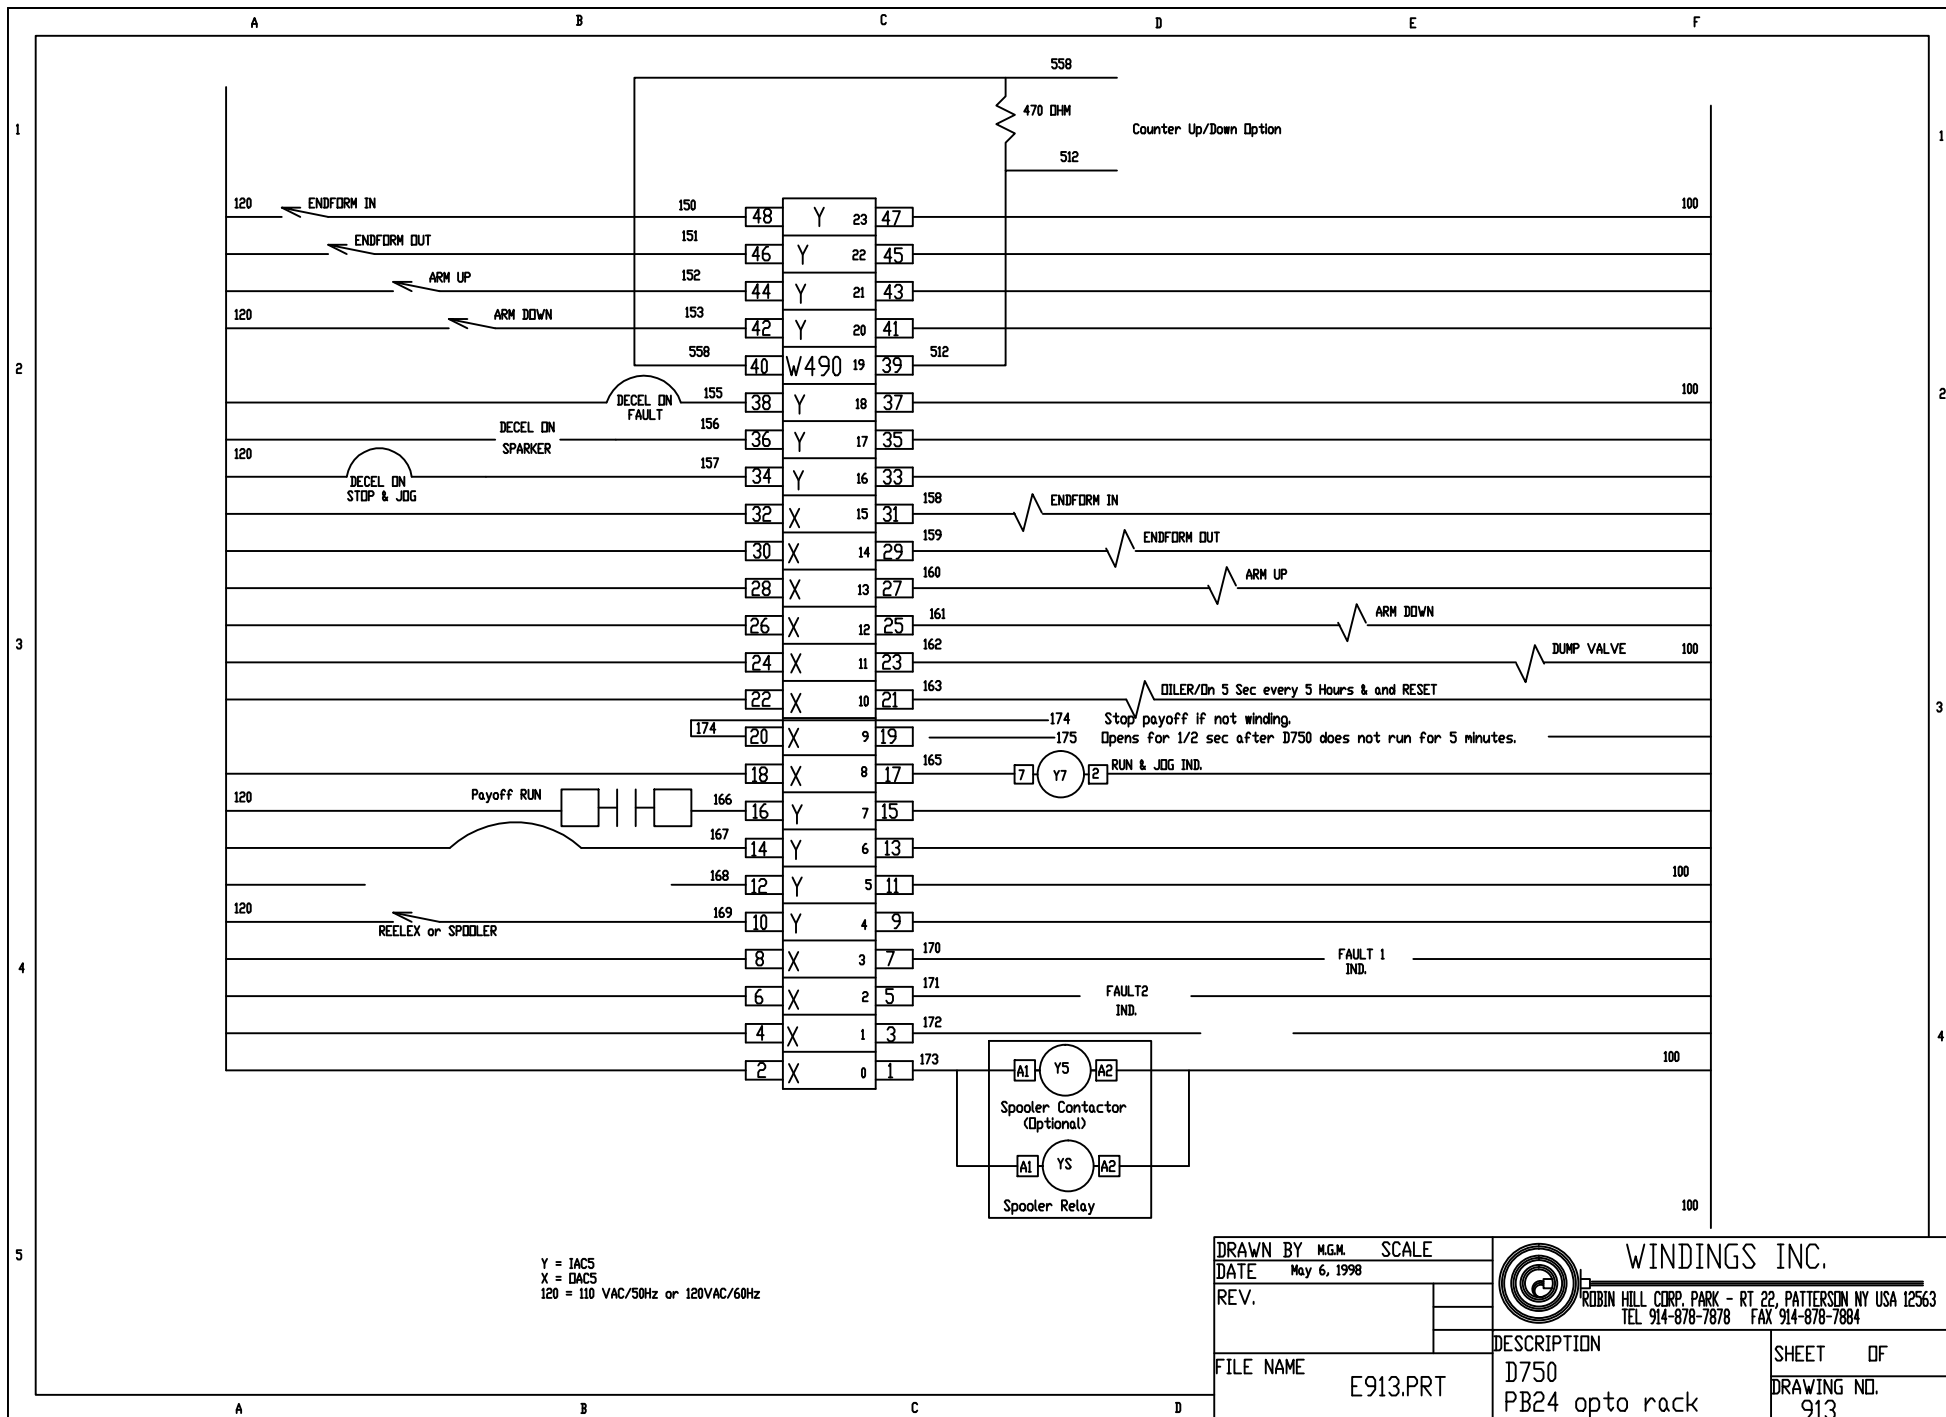 A B C D E F
558
1 470 OHM 1
Counter Up/Down Option
512
120 ENDFORM IN 150 48 Y 23 47 100
ENDFORM OUT 151 46 Y 22 45
ARM UP 152 44 Y 21 43
120 ARM DOWN 153 42 Y 20 41
2 558 40 W490 19 39 512
DECEL ON FAULT 155 38 Y 18 37 100 2
DECEL ON SPARKER 156 36 Y 17 35
120 DECEL ON STOP & JOG 157 34 Y 16 33
32 X 15 31 158 ENDFORM IN
30 X 14 29 159 ENDFORM OUT
28 X 13 27 160 ARM UP
26 X 12 25 161 ARM DOWN
3 24 X 11 23 162 DUMP VALVE 100
22 X 10 21 163 OILER/On 5 Sec every 5 Hours & and RESET 3
174 Stop payoff if not winding.
174 20 X 9 19 175 Opens for 1/2 sec after D750 does not run for 5 minutes.
18 X 8 17 165 7 Y7 2 RUN & JOG IND.
120 Payoff RUN 166 16 Y 7 15
167 14 Y 6 13
168 12 Y 5 11 100
120 REELEX or SPOOLER 169 10 Y 4 9
4 8 X 3 7 170 FAULT 1 IND.
6 X 2 5 171 FAULT2 IND.
4 X 1 3 172 4
2 X 0 1 173 A1 Y5 A2 100
Spooler Contactor
(Optional)
A1 YS A2
Spooler Relay
100
5
Y = IAC5
X = OAC5
120 = 110 VAC/50Hz or 120VAC/60Hz
DRAWN BY M.G.M. SCALE
DATE May 6, 1998
REV.
FILE NAME
E913.PRT
WINDINGS INC.
ROBIN HILL CORP. PARK - RT 22, PATTERSON NY USA 12563
TEL 914-878-7878 FAX 914-878-7884
DESCRIPTION
D750
PB24 opto rack
SHEET OF
DRAWING NO.
913
A B C D